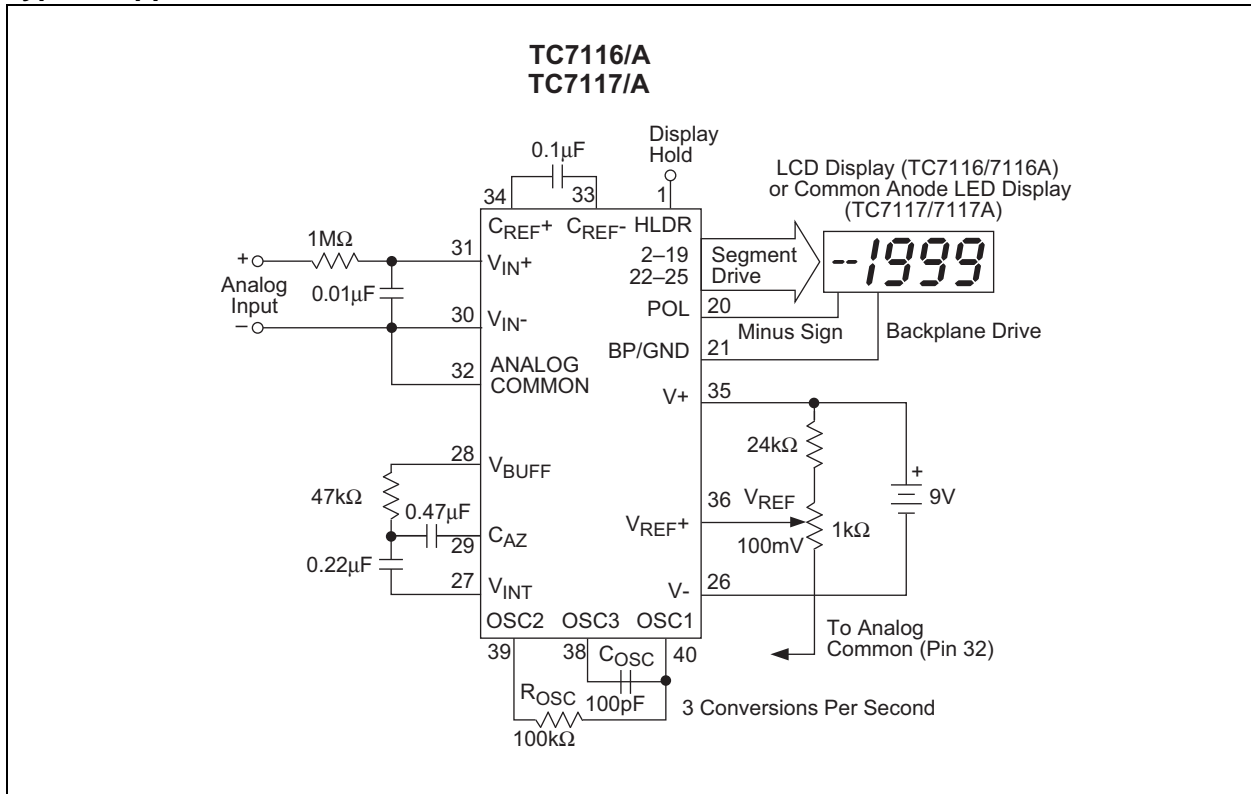 TC7116/A
TC7117/A
Display
Hold
0.1µF
LCD Display (TC7116/7116A)
or Common Anode LED Display
(TC7117/7117A)
34
33
1
CREF+
CREF-
HLDR
1MΩ
31
VIN+
2–19
22–25
Segment
Drive
-1999
+
Analog
Input
–
0.01µF
30
VIN-
POL
20
Minus Sign
Backplane Drive
BP/GND
21
32
ANALOG
COMMON
V+
35
24kΩ
28
VBUFF
+
9V
47kΩ
0.47µF
36
VREF
VREF+
1kΩ
100mV
29
CAZ
0.22µF
27
VINT
V-
26
OSC2
OSC3
OSC1
To Analog
Common (Pin 32)
39
38
COSC
40
ROSC
100pF
3 Conversions Per Second
100kΩ